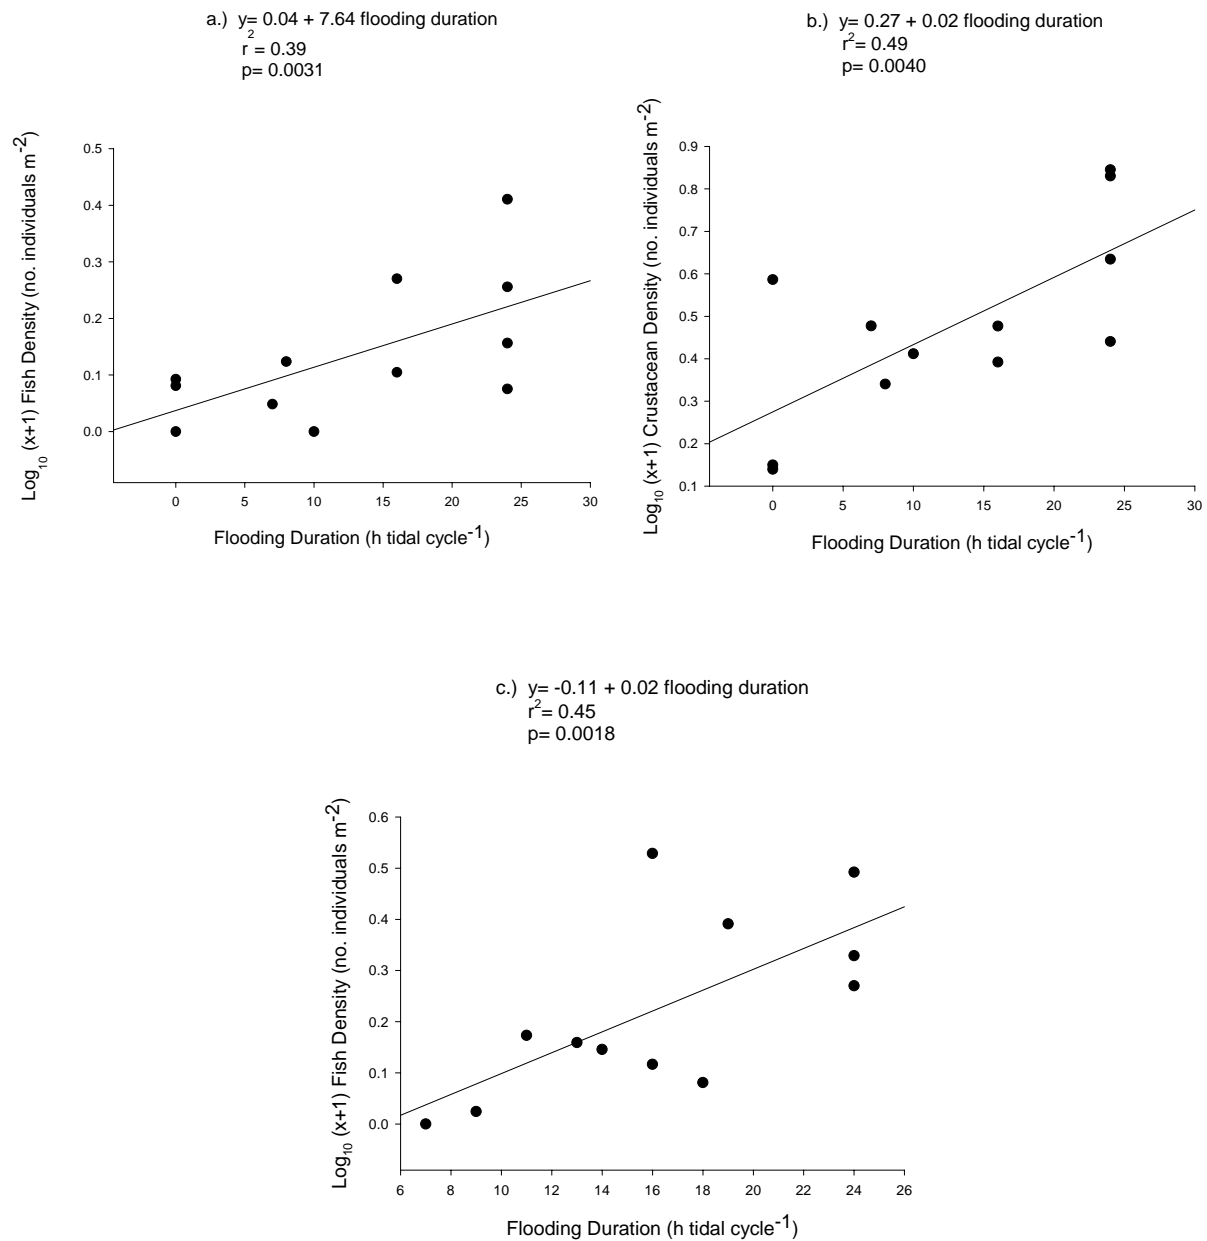 a.) y= 0.04 + 7.64 flooding duration
r2 = 0.39
p= 0.0031
Log10 (x+1) Fish Density (no. individuals m-2)
0.5
0.4
0.3
0.2
0.1
0.0
0 5 10 15 20 25 30
Flooding Duration (h tidal cycle-1)
b.) y= 0.27 + 0.02 flooding duration
r2= 0.49
p= 0.0040
Log10 (x+1) Crustacean Density (no. individuals m-2)
0.9
0.8
0.7
0.6
0.5
0.4
0.3
0.2
0.1
0 5 10 15 20 25 30
Flooding Duration (h tidal cycle-1)
c.) y= -0.11 + 0.02 flooding duration
r2= 0.45
p= 0.0018
Log10 (x+1) Fish Density (no. individuals m-2)
0.6
0.5
0.4
0.3
0.2
0.1
0.0
6 8 10 12 14 16 18 20 22 24 26
Flooding Duration (h tidal cycle-1)